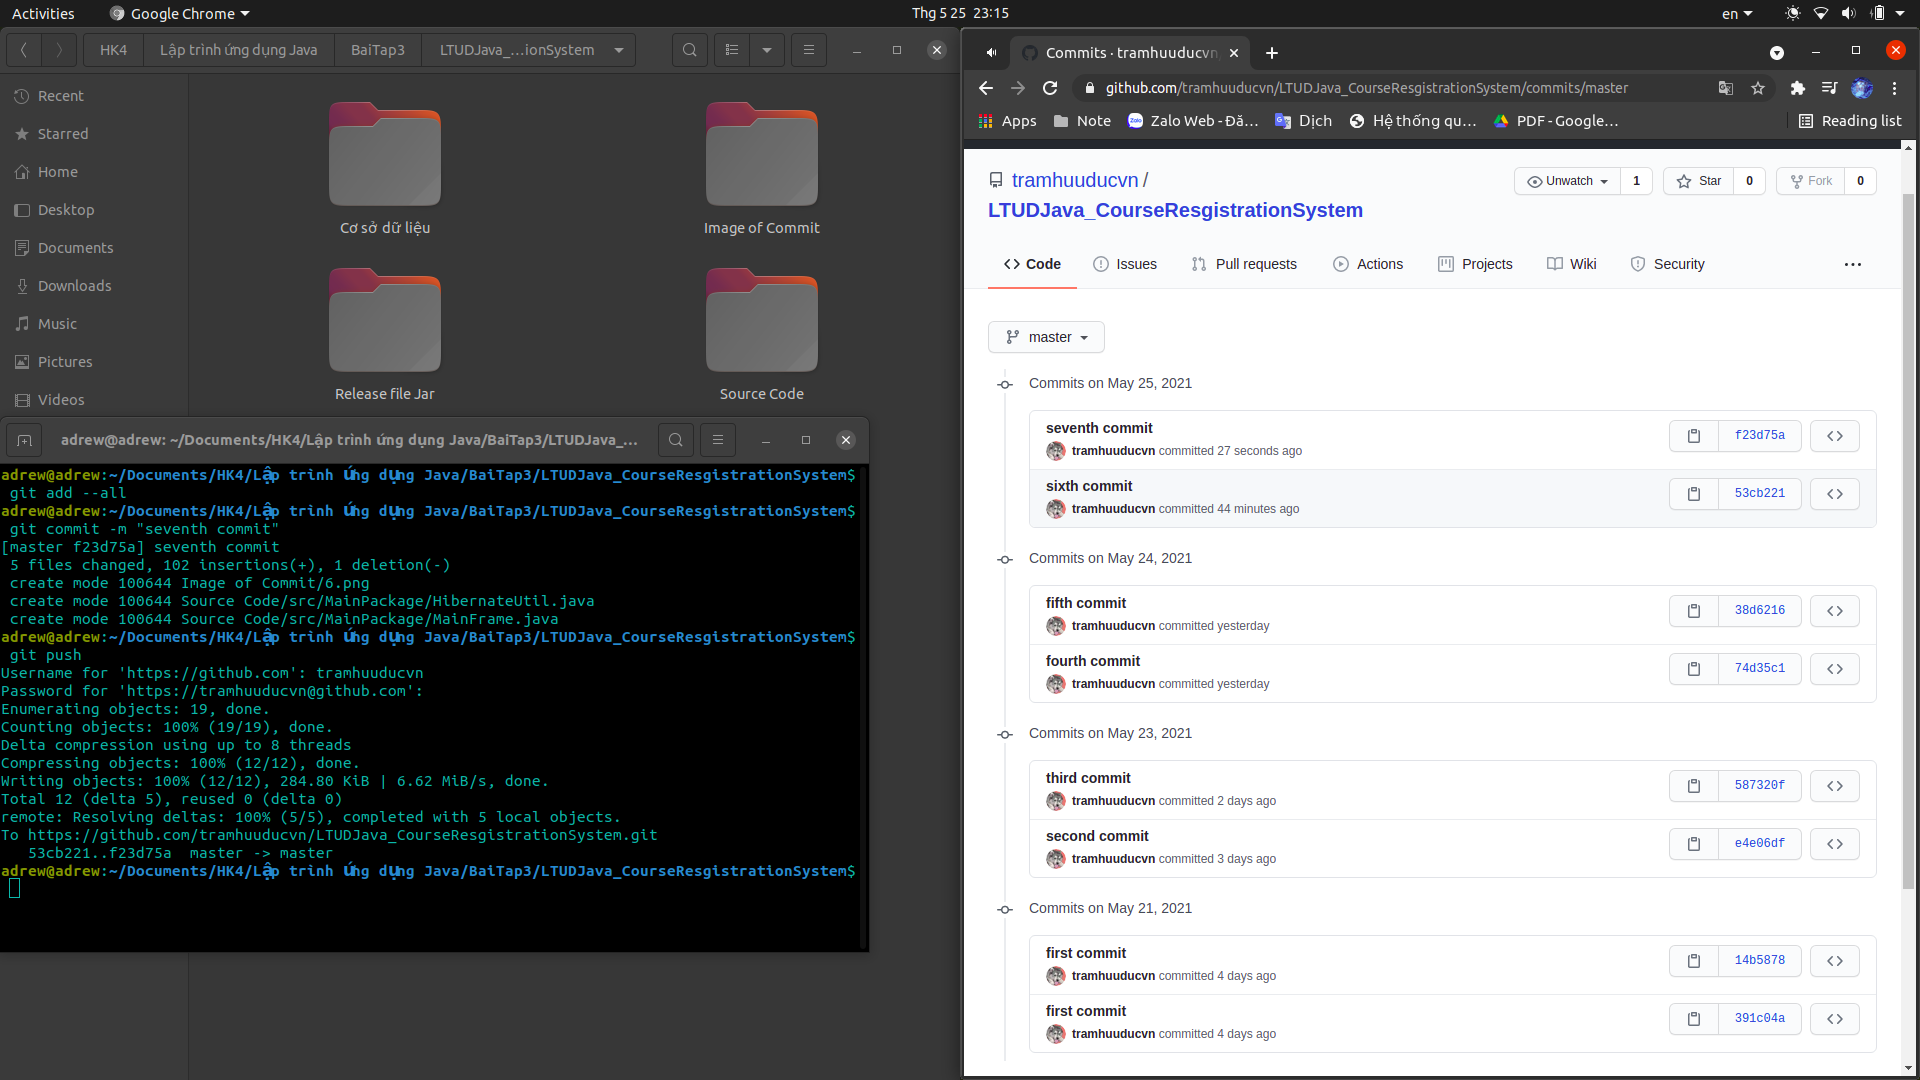 Activities
Google Chrome
Thg 5 25 23:15
en
HK4
Lập trình ứng dụng Java
BaiTap3
LTUDJava_...ionSystem
Recent
Starred
Home
Desktop
Documents
Downloads
Music
Pictures
Videos
Cơ sở dữ liệu
Image of Commit
Release file Jar
Source Code
adrew@adrew: ~/Documents/HK4/Lập trình ứng dụng Java/BaiTap3/LTUDJava_...
adrew@adrew:~/Documents/HK4/Lập trình ứng dụng Java/BaiTap3/LTUDJava_CourseResgistrationSystem$
git add --all
adrew@adrew:~/Documents/HK4/Lập trình ứng dụng Java/BaiTap3/LTUDJava_CourseResgistrationSystem$
git commit -m "seventh commit"
[master f23d75a] seventh commit
5 files changed, 102 insertions(+), 1 deletion(-)
create mode 100644 Image of Commit/6.png
create mode 100644 Source Code/src/MainPackage/HibernateUtil.java
create mode 100644 Source Code/src/MainPackage/MainFrame.java
adrew@adrew:~/Documents/HK4/Lập trình ứng dụng Java/BaiTap3/LTUDJava_CourseResgistrationSystem$
git push
Username for 'https://github.com': tramhuuducvn
Password for 'https://tramhuuducvn@github.com':
Enumerating objects: 19, done.
Counting objects: 100% (19/19), done.
Delta compression using up to 8 threads
Compressing objects: 100% (12/12), done.
Writing objects: 100% (12/12), 284.80 KiB | 6.62 MiB/s, done.
Total 12 (delta 5), reused 0 (delta 0)
remote: Resolving deltas: 100% (5/5), completed with 5 local objects.
To https://github.com/tramhuuducvn/LTUDJava_CourseResgistrationSystem.git
53cb221..f23d75a master -> master
adrew@adrew:~/Documents/HK4/Lập trình ứng dụng Java/BaiTap3/LTUDJava_CourseResgistrationSystem$
Commits · tramhuuducvn
github.com/tramhuuducvn/LTUDJava_CourseResgistrationSystem/commits/master
Apps
Note
Zalo Web - Đă...
Dịch
Hệ thống qu...
PDF - Google...
Reading list
tramhuuducvn /
LTUDJava_CourseResgistrationSystem
Unwatch 1
Star 0
Fork 0
Code
Issues
Pull requests
Actions
Projects
Wiki
Security
master
Commits on May 25, 2021
seventh commit
tramhuuducvn committed 27 seconds ago
f23d75a
sixth commit
tramhuuducvn committed 44 minutes ago
53cb221
Commits on May 24, 2021
fifth commit
tramhuuducvn committed yesterday
38d6216
fourth commit
tramhuuducvn committed yesterday
74d35c1
Commits on May 23, 2021
third commit
tramhuuducvn committed 2 days ago
587320f
second commit
tramhuuducvn committed 3 days ago
e4e06df
Commits on May 21, 2021
first commit
tramhuuducvn committed 4 days ago
14b5878
first commit
tramhuuducvn committed 4 days ago
391c04a